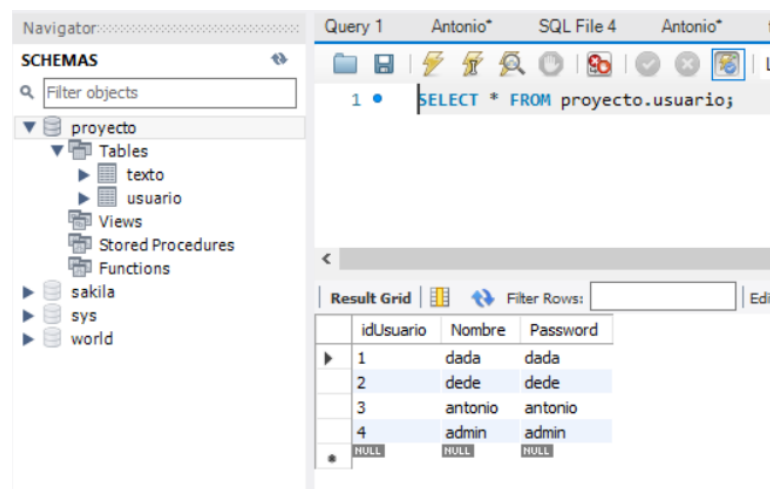 Navigator
Query 1 Antonio* SQL File 4 Antonio*
SCHEMAS
Filter objects
1 SELECT * FROM proyecto.usuario;
proyecto
Tables
texto
usuario
Views
Stored Procedures
Functions
sakila
sys
world
Result Grid Filter Rows: Edi
idUsuario Nombre Password
1 dada dada
2 dede dede
3 antonio antonio
4 admin admin
NULL NULL NULL